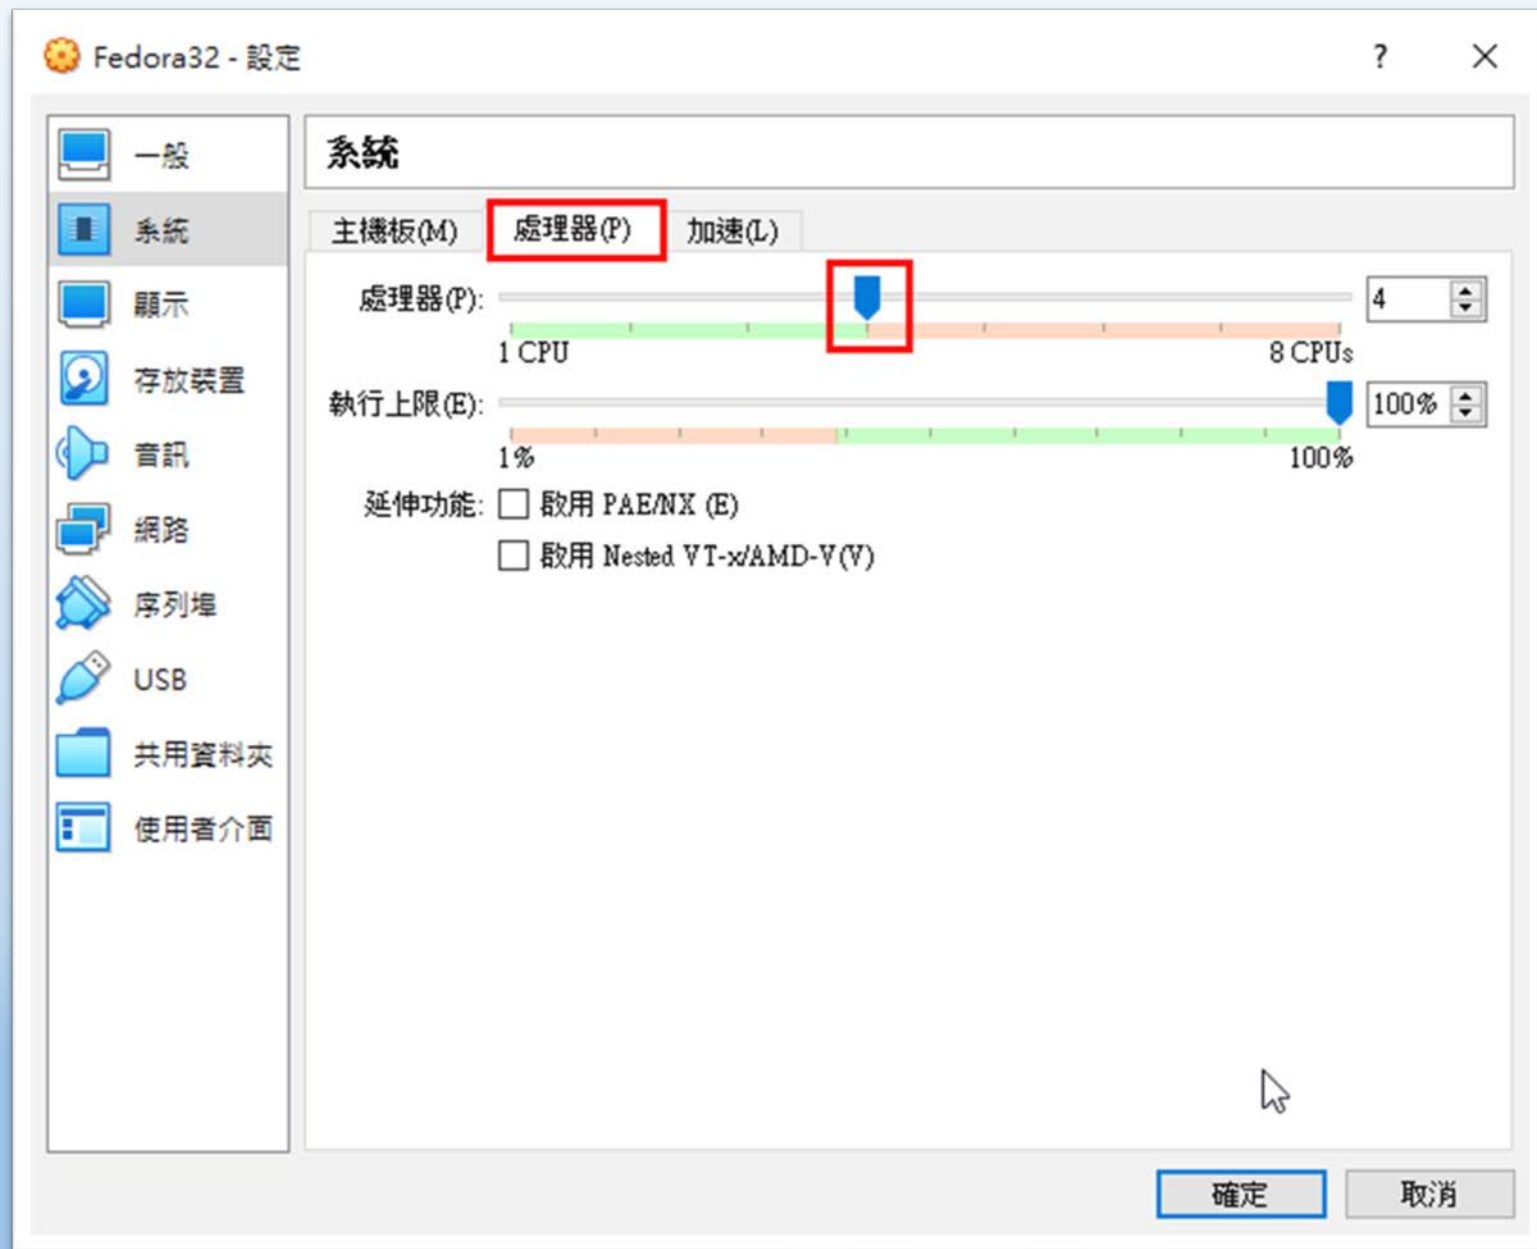 Fedora32 - 設定
?
一般
系統
顯示
存放裝置
音訊
網路
序列埠
USB
共用資料夾
使用者介面
系統
主機板(M) 處理器(P) 加速(L)
處理器(P): 4
1 CPU 8 CPUs
執行上限(E): 100%
1% 100%
延伸功能: 啟用 PAE/NX (E)
啟用 Nested VT-x/AMD-V(V)
確定 取消